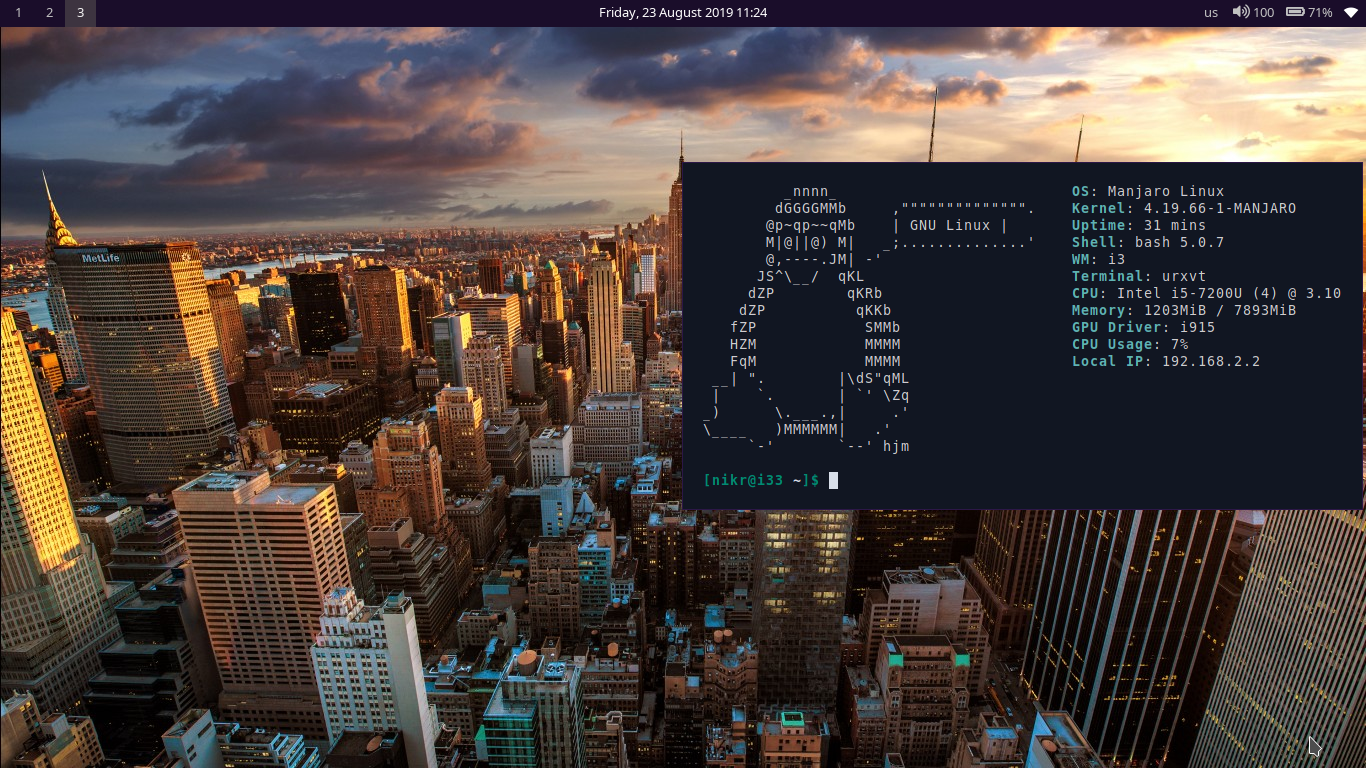 1 2 3 Friday, 23 August 2019 11:24 us 100 71%
MetLife
         _nnnn_
        dGGGGMMb     ,""""""""""""""".
       @p~qp~~qMb    | GNU Linux |
       M|@||@) M|   _;..............'
       @,----.JM| -'
      JS^\__/  qKL
     dZP        qKRb
    dZP          qKKb
   fZP            SMMb
   HZM            MMMM
   FqM            MMMM
 __| ".        |\dS"qML
 |    `.       | `' \Zq
_)      \.___.,|     .'
\____   )MMMMMM|   .'
     `-'       `--' hjm
OS: Manjaro Linux
Kernel: 4.19.66-1-MANJARO
Uptime: 31 mins
Shell: bash 5.0.7
WM: i3
Terminal: urxvt
CPU: Intel i5-7200U (4) @ 3.10
Memory: 1203MiB / 7893MiB
GPU Driver: i915
CPU Usage: 7%
Local IP: 192.168.2.2
[nikr@i33 ~]$